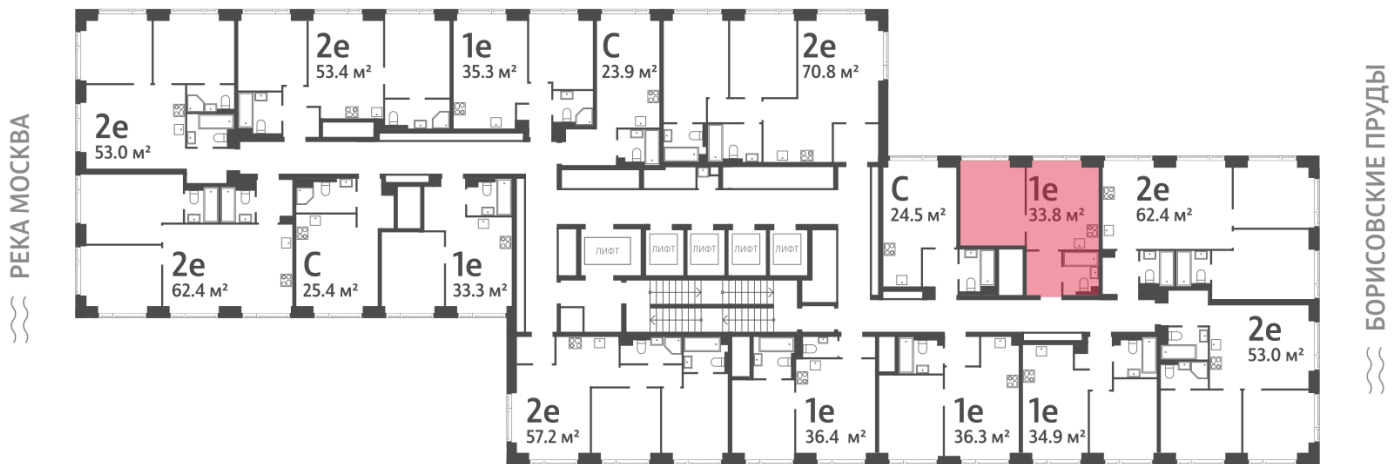 РЕКА МОСКВА
2е
53.0 м²
2е
53.4 м²
1е
35.3 м²
С
23.9 м²
2е
70.8 м²
2е
62.4 м²
С
25.4 м²
1е
33.3 м²
ЛИФТ
ЛИФТ
ЛИФТ
ЛИФТ
ЛИФТ
С
24.5 м²
1е
33.8 м²
2е
62.4 м²
2е
57.2 м²
1е
36.4 м²
1е
36.3 м²
1е
34.9 м²
2е
53.0 м²
БОРИСОВСКИЕ ПРУДЫ